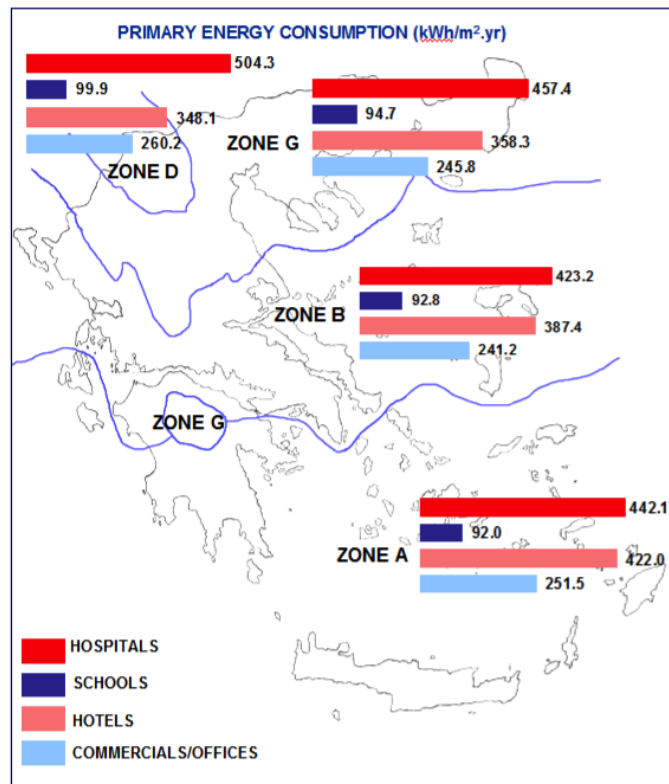 PRIMARY ENERGY CONSUMPTION (kWh/m².yr)
504.3
99.9
348.1
260.2
ZONE D
457.4
94.7
358.3
245.8
ZONE G
423.2
92.8
387.4
241.2
ZONE B
ZONE G
442.1
92.0
422.0
251.5
ZONE A
HOSPITALS
SCHOOLS
HOTELS
COMMERCIALS/OFFICES